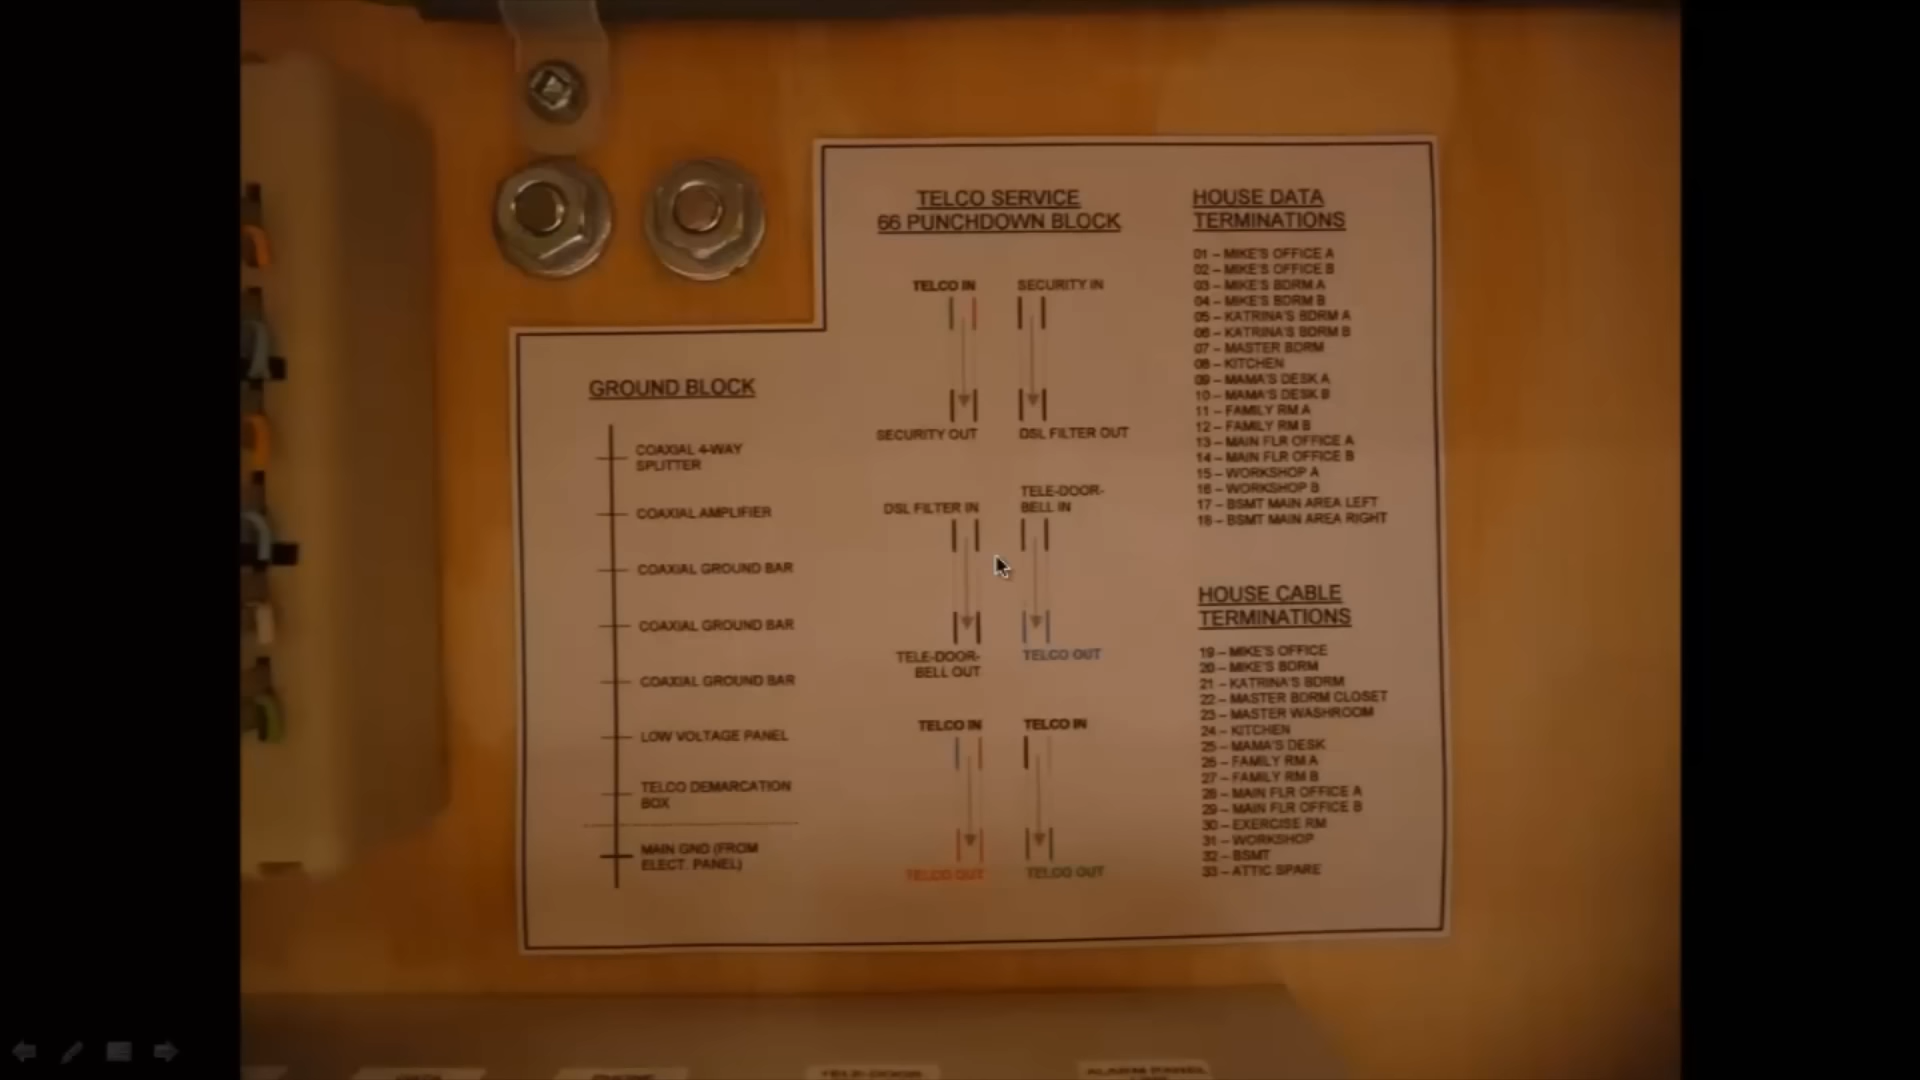 TELCO SERVICE
66 PUNCHDOWN BLOCK
TELCO IN
SECURITY IN
SECURITY OUT
DSL FILTER OUT
DSL FILTER IN
TELE-DOOR-
BELL IN
TELE-DOOR-
BELL OUT
TELCO OUT
TELCO IN
TELCO IN
TELCO OUT
TELCO OUT
GROUND BLOCK
COAXIAL 4-WAY
SPLITTER
COAXIAL AMPLIFIER
COAXIAL GROUND BAR
COAXIAL GROUND BAR
COAXIAL GROUND BAR
LOW VOLTAGE PANEL
TELCO DEMARCATION
BOX
MAIN GND (FROM
ELECT. PANEL)
HOUSE DATA
TERMINATIONS
01 – MIKE'S OFFICE A
02 – MIKE'S OFFICE B
03 – MIKE'S BDRM A
04 – MIKE'S BDRM B
05 – KATRINA'S BDRM A
06 – KATRINA'S BDRM B
07 – MASTER BDRM
08 – KITCHEN
09 – MAMA'S DESK A
10 – MAMA'S DESK B
11 – FAMILY RM A
12 – FAMILY RM B
13 – MAIN FLR OFFICE A
14 – MAIN FLR OFFICE B
15 – WORKSHOP A
16 – WORKSHOP B
17 – BSMT MAIN AREA LEFT
18 – BSMT MAIN AREA RIGHT
HOUSE CABLE
TERMINATIONS
19 – MIKE'S OFFICE
20 – MIKE'S BDRM
21 – KATRINA'S BDRM
22 – MASTER BDRM CLOSET
23 – MASTER WASHROOM
24 – KITCHEN
25 – MAMA'S DESK
26 – FAMILY RM A
27 – FAMILY RM B
28 – MAIN FLR OFFICE A
29 – MAIN FLR OFFICE B
30 – EXERCISE RM
31 – WORKSHOP
32 – BSMT
33 – ATTIC SPARE
TELE-DOOR
ALARM PANEL